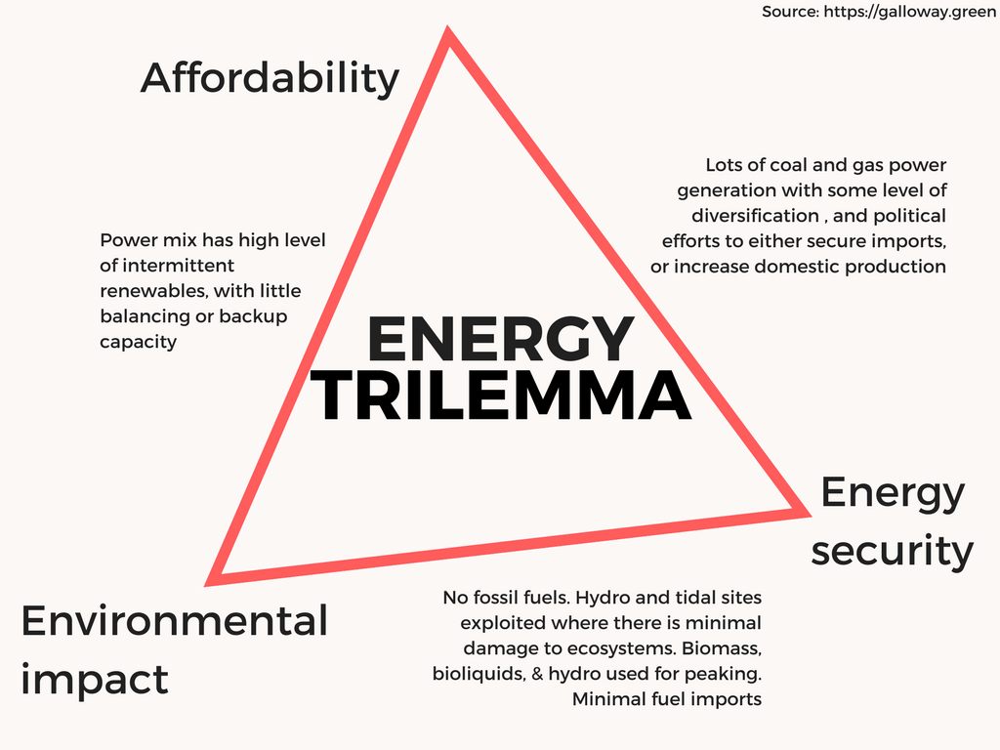 Source: https://galloway.green
Affordability
Lots of coal and gas power
generation with some level of
diversification , and political
efforts to either secure imports,
or increase domestic production
Power mix has high level
of intermittent
renewables, with little
balancing or backup
capacity
ENERGY
TRILEMMA
Energy
security
Environmental
impact
No fossil fuels. Hydro and tidal sites
exploited where there is minimal
damage to ecosystems. Biomass,
bioliquids, & hydro used for peaking.
Minimal fuel imports